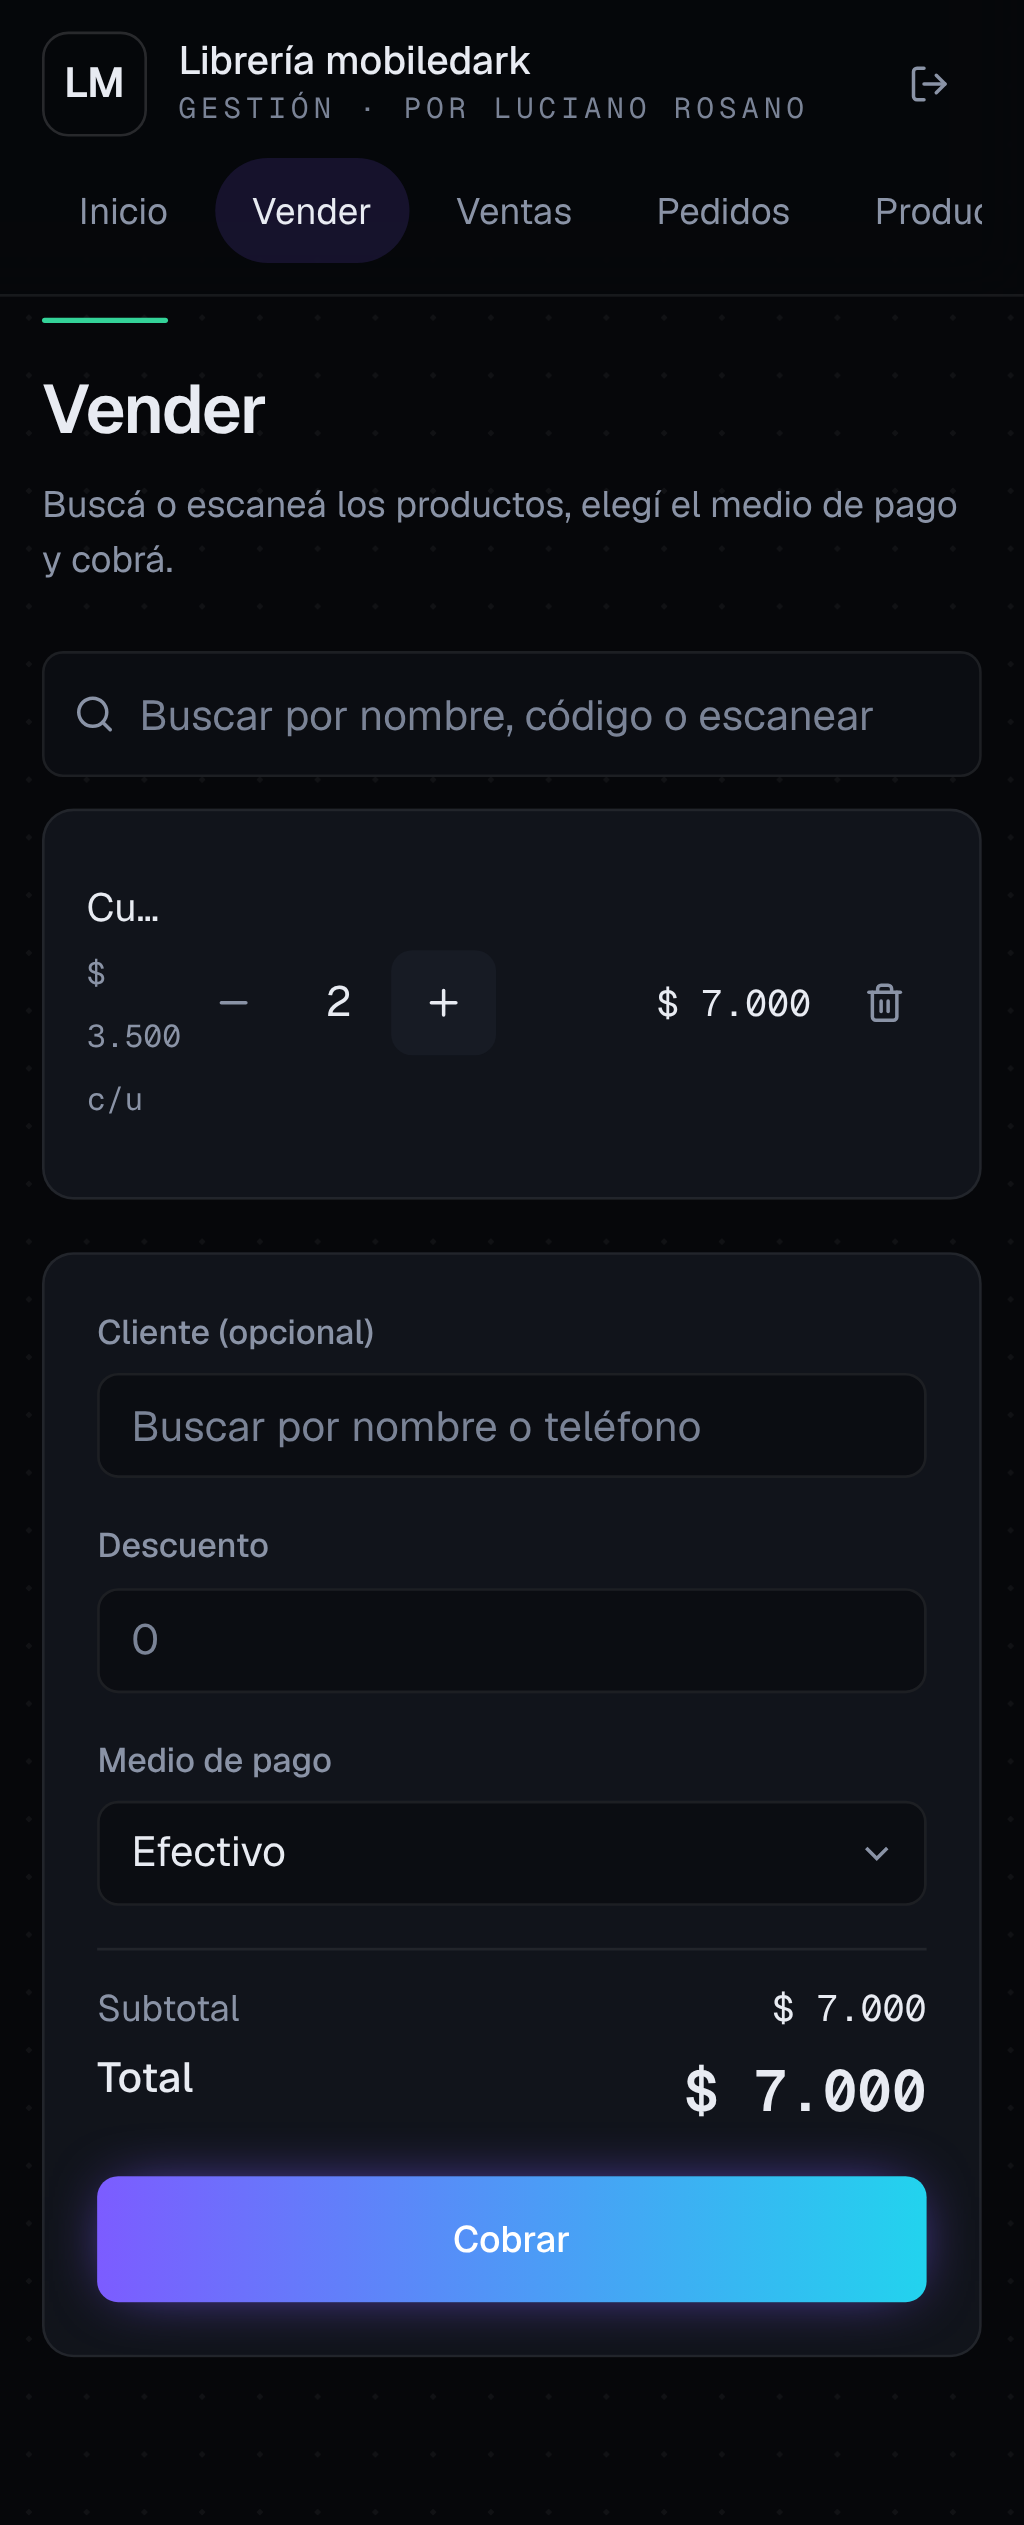 LM
Librería mobiledark
GESTIÓN · POR LUCIANO ROSANO
Inicio Vender Ventas Pedidos Produc
Vender
Buscá o escaneá los productos, elegí el medio de pago
y cobrá.
Buscar por nombre, código o escanear
Cu...
$
3.500
c/u
− 2 + $ 7.000
Cliente (opcional)
Buscar por nombre o teléfono
Descuento
0
Medio de pago
Efectivo
Subtotal $ 7.000
Total $ 7.000
Cobrar